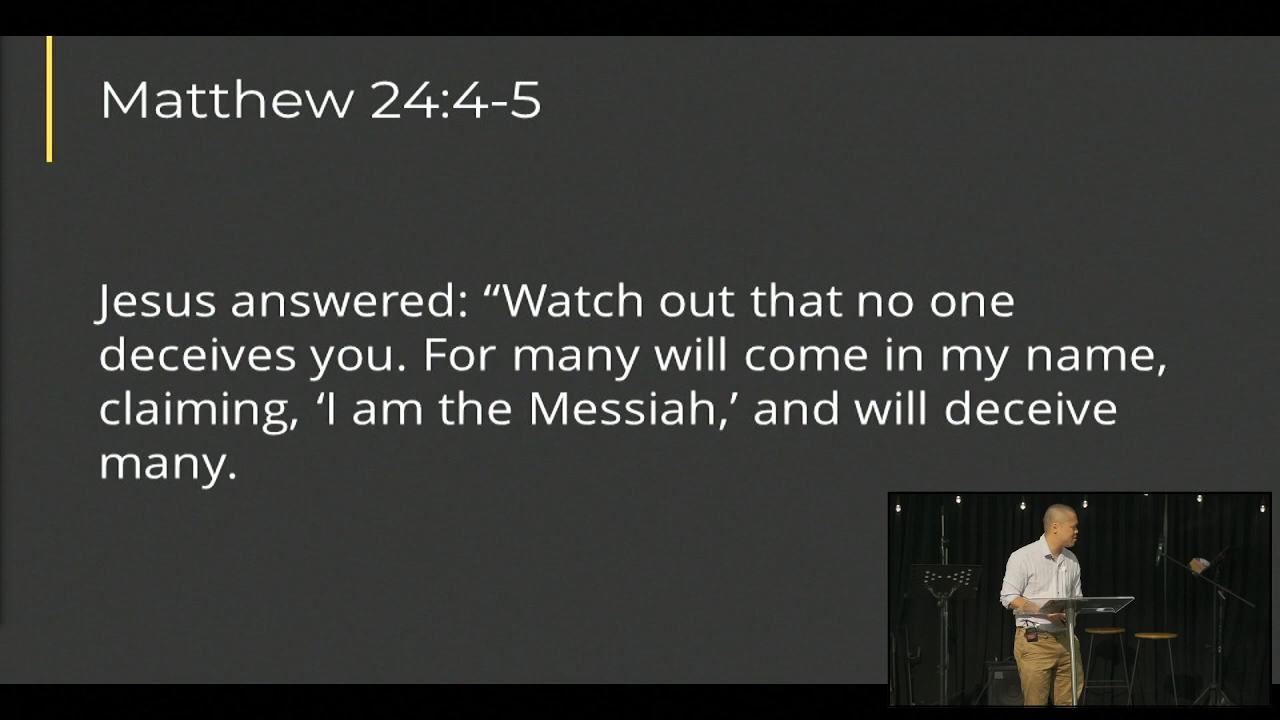 Matthew 24:4-5
Jesus answered: “Watch out that no one
deceives you. For many will come in my name,
claiming, ‘I am the Messiah,’ and will deceive
many.